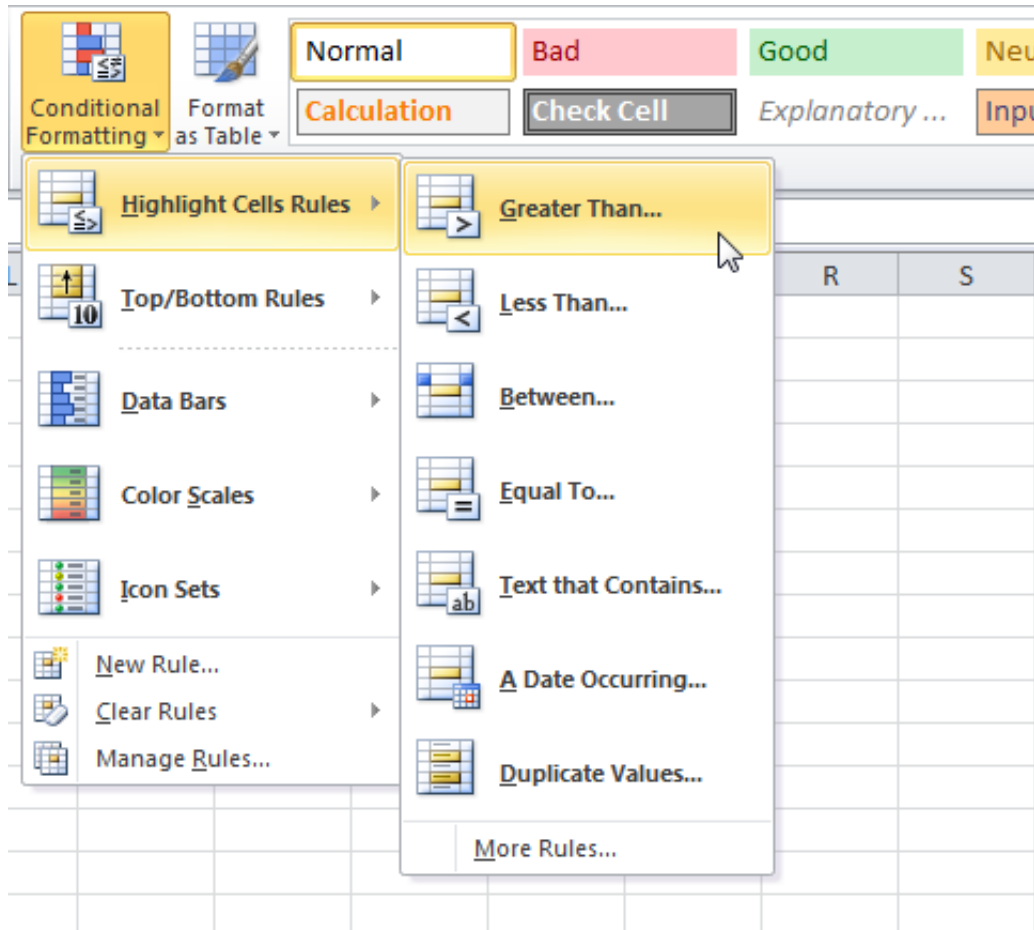 Conditional
Formatting
Format
as Table
Normal
Bad
Good
Neu
Calculation
Check Cell
Explanatory ...
Inpu
Highlight Cells Rules
Top/Bottom Rules
10
Data Bars
Color Scales
Icon Sets
New Rule...
Clear Rules
Manage Rules...
Greater Than...
>
Less Than...
<
Between...
Equal To...
=
Text that Contains...
ab
A Date Occurring...
Duplicate Values...
More Rules...
L
R
S